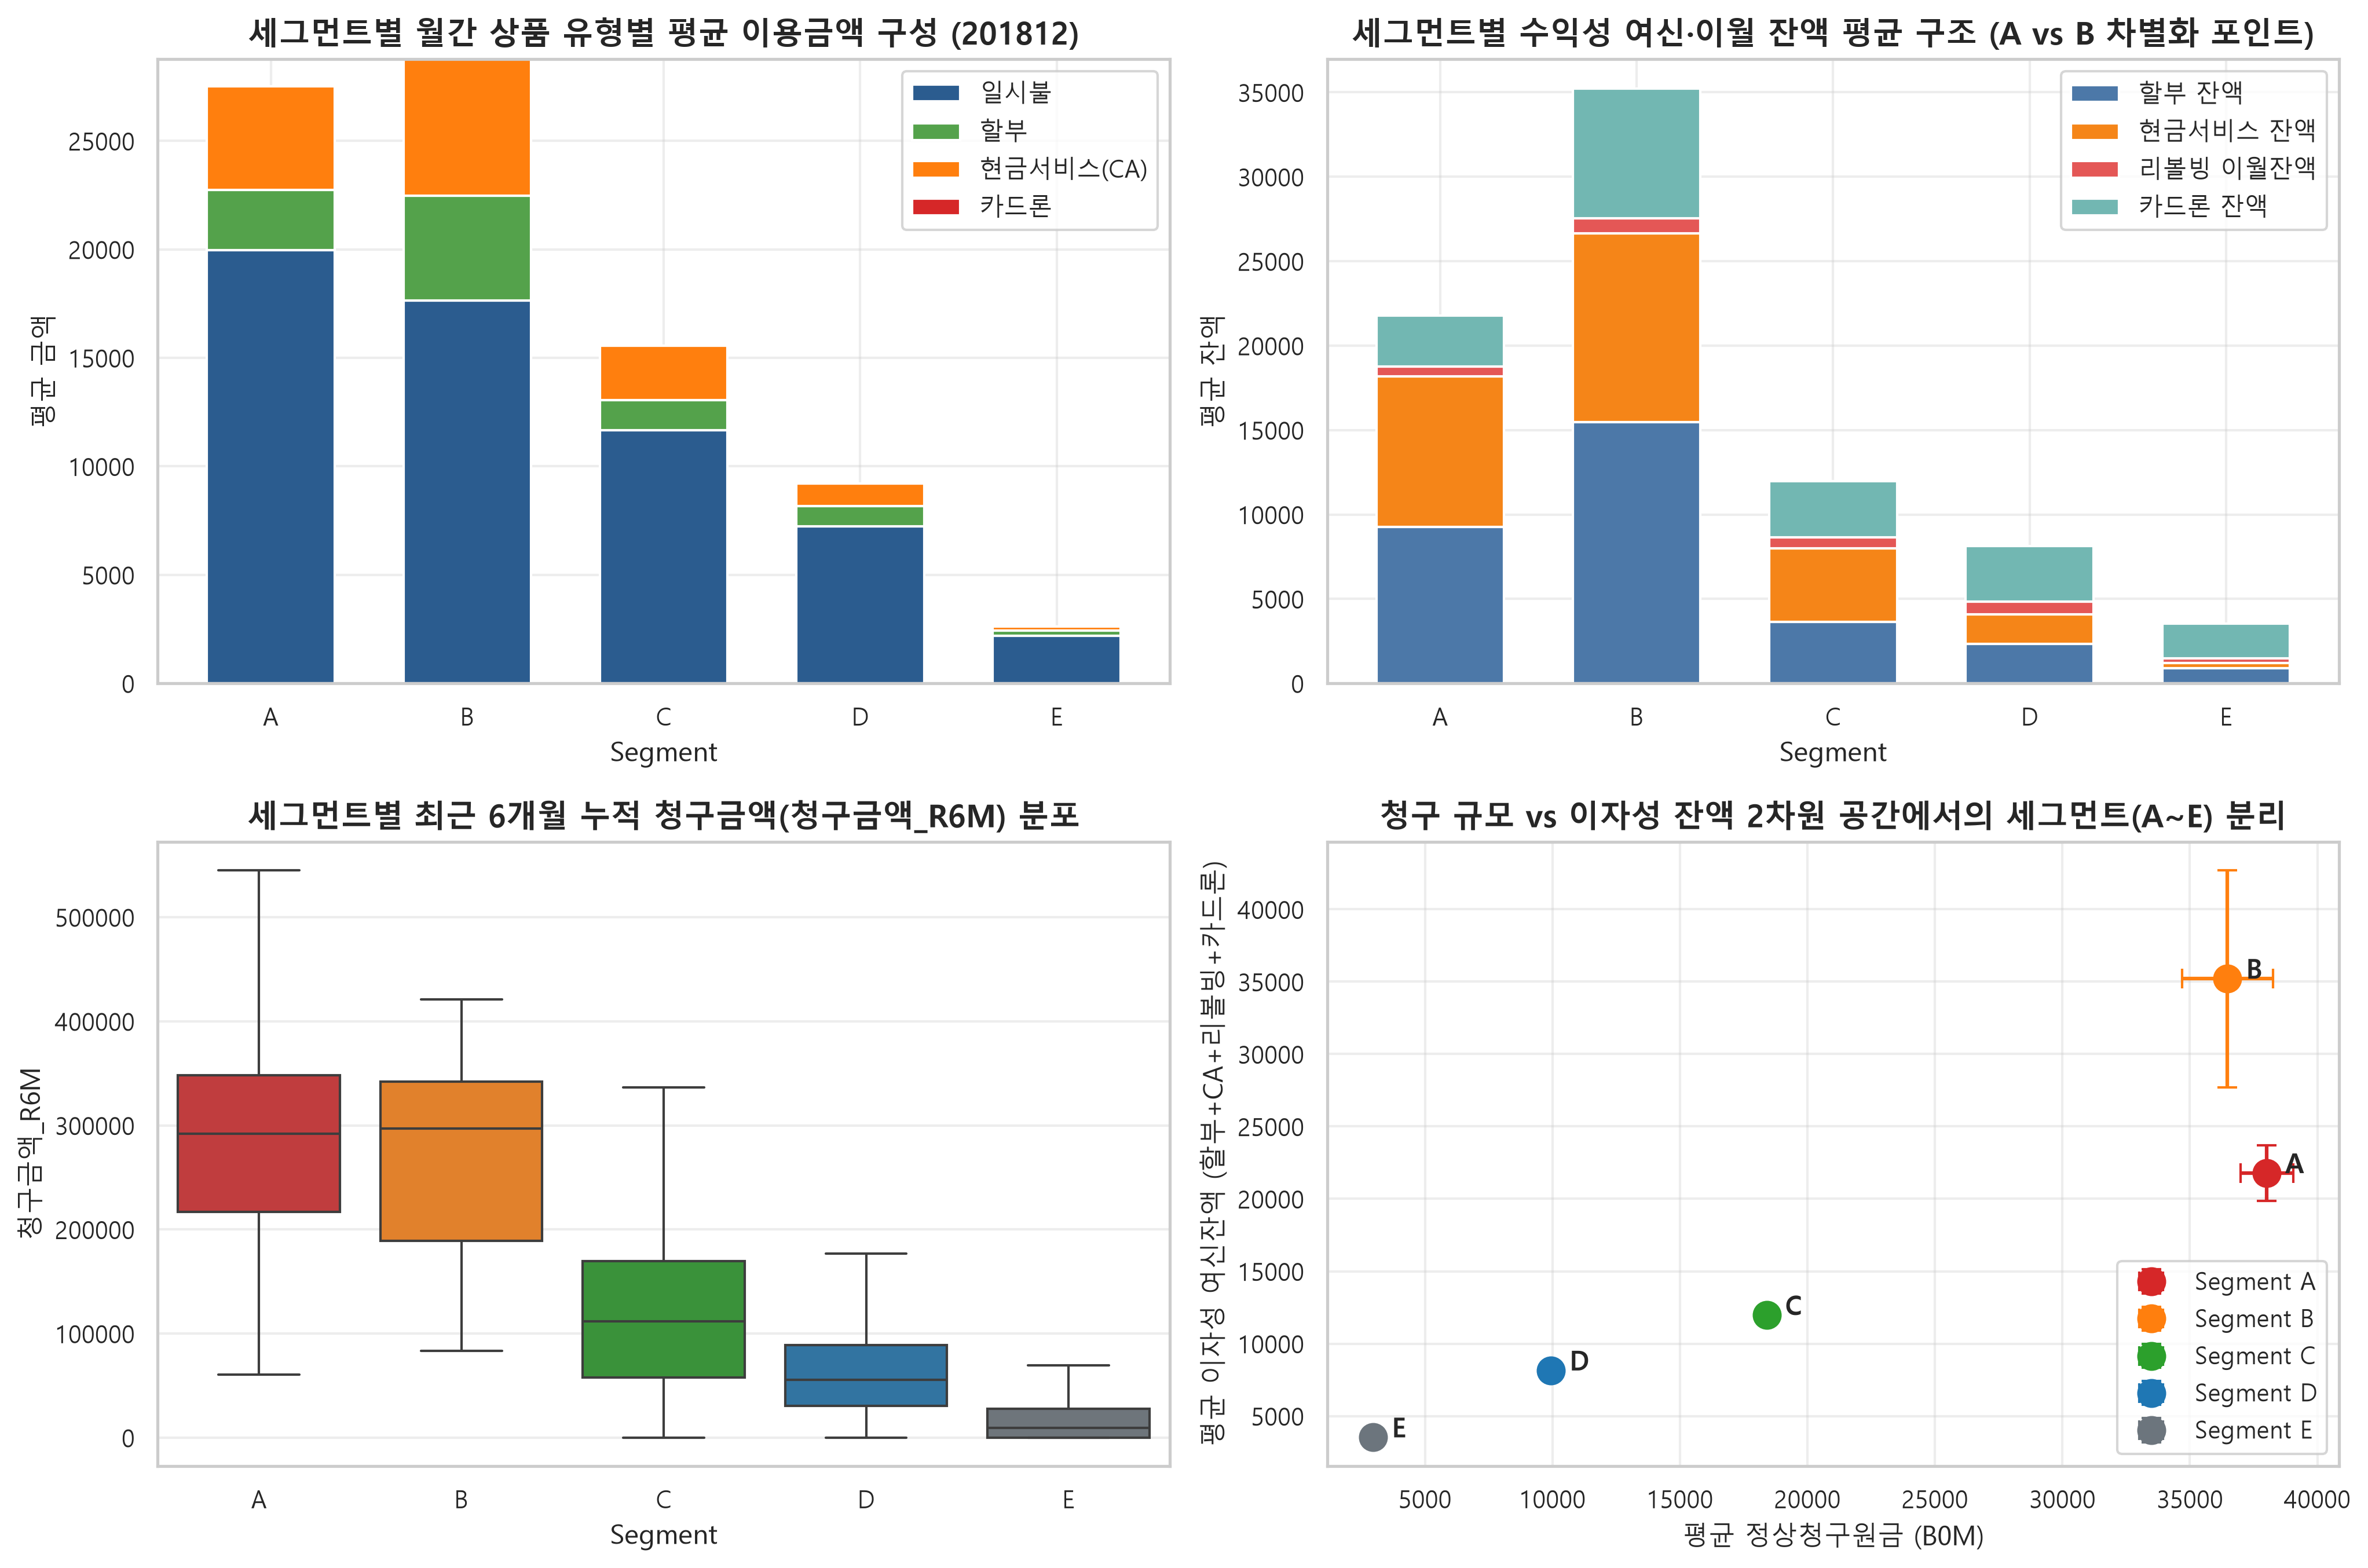 세그먼트별 월간 상품 유형별 평균 이용금액 구성 (201812)
평균 금액
25000
20000
15000
10000
5000
0
일시불
할부
현금서비스(CA)
카드론
A B C D E
Segment
세그먼트별 수익성 여신·이월 잔액 평균 구조 (A vs B 차별화 포인트)
평균 잔액
35000
30000
25000
20000
15000
10000
5000
0
할부 잔액
현금서비스 잔액
리볼빙 이월잔액
카드론 잔액
A B C D E
Segment
세그먼트별 최근 6개월 누적 청구금액(청구금액_R6M) 분포
청구금액_R6M
500000
400000
300000
200000
100000
0
A B C D E
Segment
청구 규모 vs 이자성 잔액 2차원 공간에서의 세그먼트(A~E) 분리
평균 이자성 여신잔액 (할부+CA+리볼빙+카드론)
40000
35000
30000
25000
20000
15000
10000
5000
B
A
C
D
E
Segment A
Segment B
Segment C
Segment D
Segment E
5000 10000 15000 20000 25000 30000 35000 40000
평균 정상청구원금 (B0M)